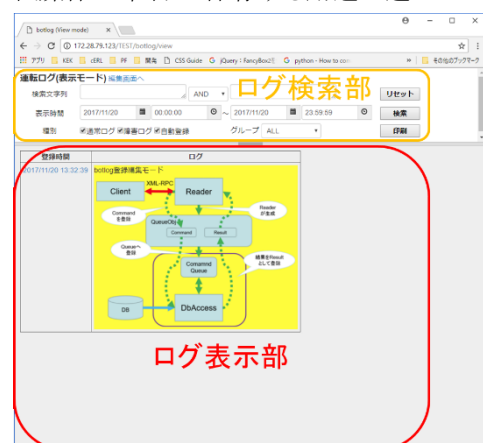 botlog (View mode)
172.28.79.123/TEST/botlog/view
アプリ KEK cERL PF 開発 CSS Guide jQuery:FancyBox2 python - How to con その他のブックマーク
運転ログ(表示モード) 編集画面へ
ログ検索部
検索文字列 AND リセット
表示時間 2017/11/20 00:00:00 ~ 2017/11/20 23:59:59 検索
種別 通常ログ 障害ログ 自動登録 グループ ALL 印刷
登録時間 ログ
2017/11/20 13:32:39 botlog登録/編集モード
Client XML-RPC Reader
Command
を登録
Reader
が生成
QueueObj
Command Result
Queueへ
登録
Comamnd
Queue
結果をResult
として登録
DB DbAccess
ログ表示部